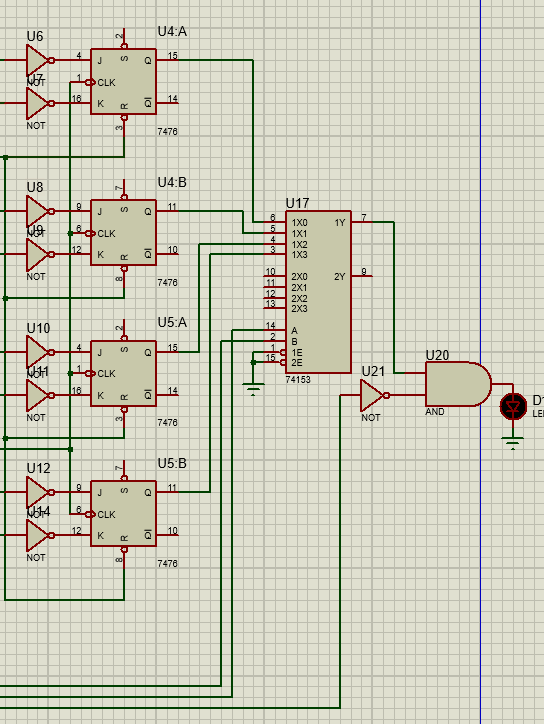 U6
NOT
U7
NOT
U4:A
2
S
4
J
Q
15
1
CLK
16
K
Q
14
R
3
7476
U8
NOT
U9
NOT
U4:B
7
S
9
J
Q
11
6
CLK
12
K
Q
10
R
8
7476
U10
NOT
U11
NOT
U5:A
2
S
4
J
Q
15
1
CLK
16
K
Q
14
R
3
7476
U12
NOT
U14
NOT
U5:B
7
S
9
J
Q
11
6
CLK
12
K
Q
10
R
8
7476
U17
6 1X0 1Y 7
5 1X1
4 1X2
3 1X3
10 2X0 2Y 9
11 2X1
12 2X2
13 2X3
14 A
2 B
1 1E
15 2E
74153
U21
NOT
U20
AND